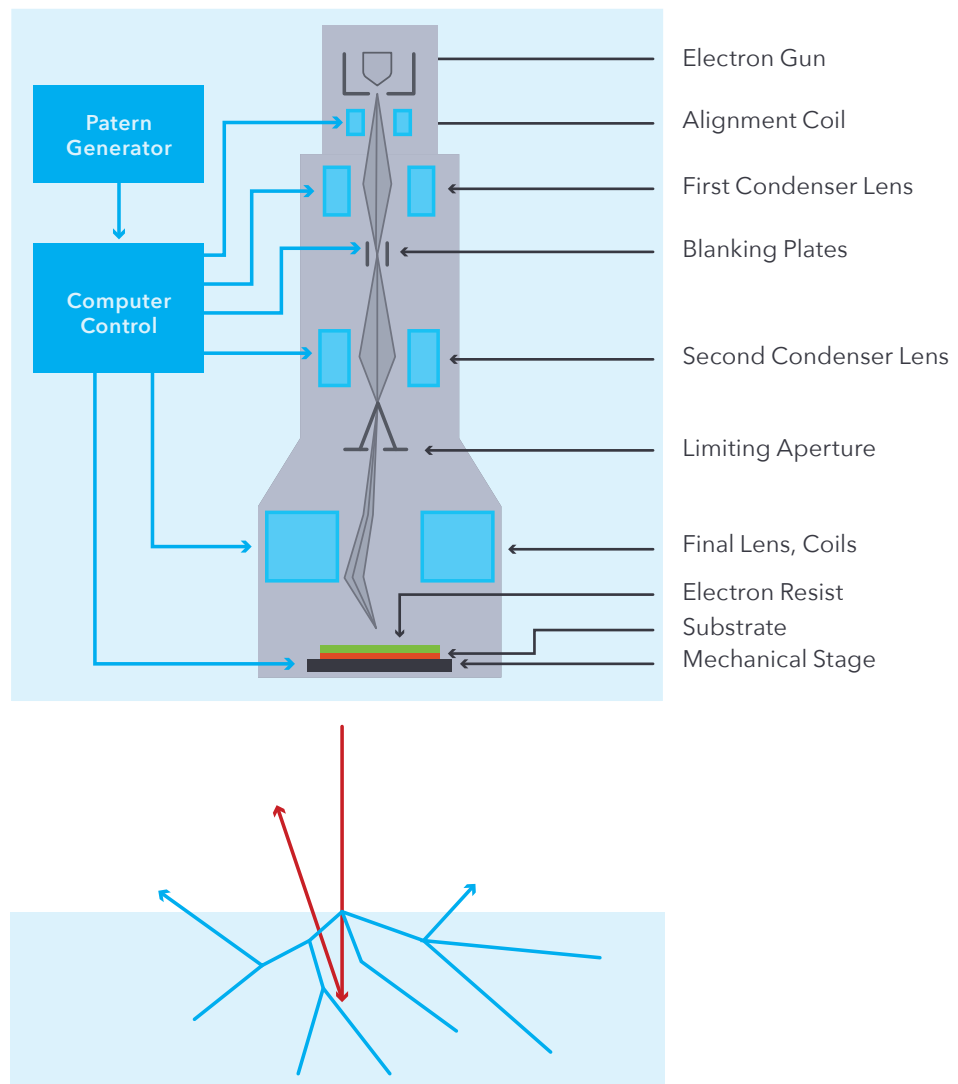 Electron Gun
Patern
Generator
Alignment Coil
First Condenser Lens
Blanking Plates
Computer
Control
Second Condenser Lens
Limiting Aperture
Final Lens, Coils
Electron Resist
Substrate
Mechanical Stage